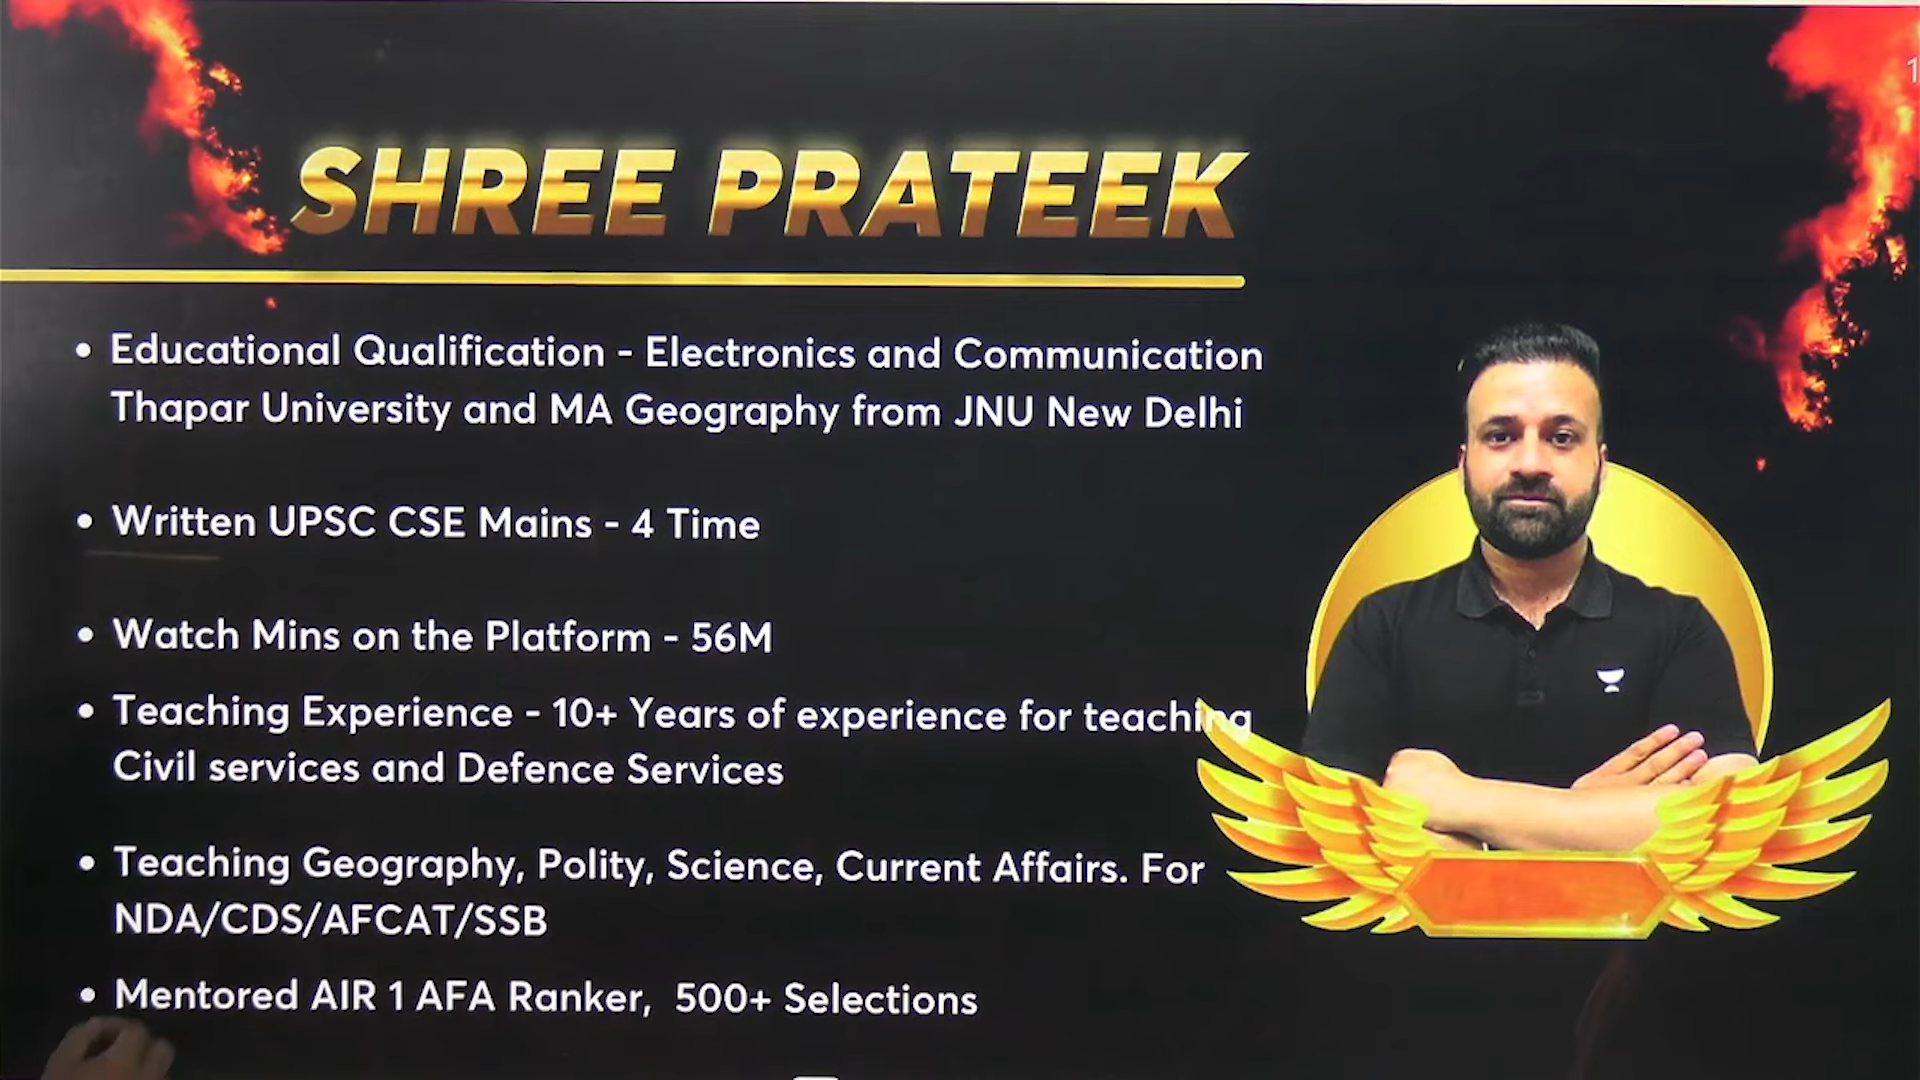 1
SHREE PRATEEK
• Educational Qualification - Electronics and Communication
Thapar University and MA Geography from JNU New Delhi
• Written UPSC CSE Mains - 4 Time
• Watch Mins on the Platform - 56M
• Teaching Experience - 10+ Years of experience for teaching
Civil services and Defence Services
• Teaching Geography, Polity, Science, Current Affairs. For
NDA/CDS/AFCAT/SSB
• Mentored AIR 1 AFA Ranker, 500+ Selections